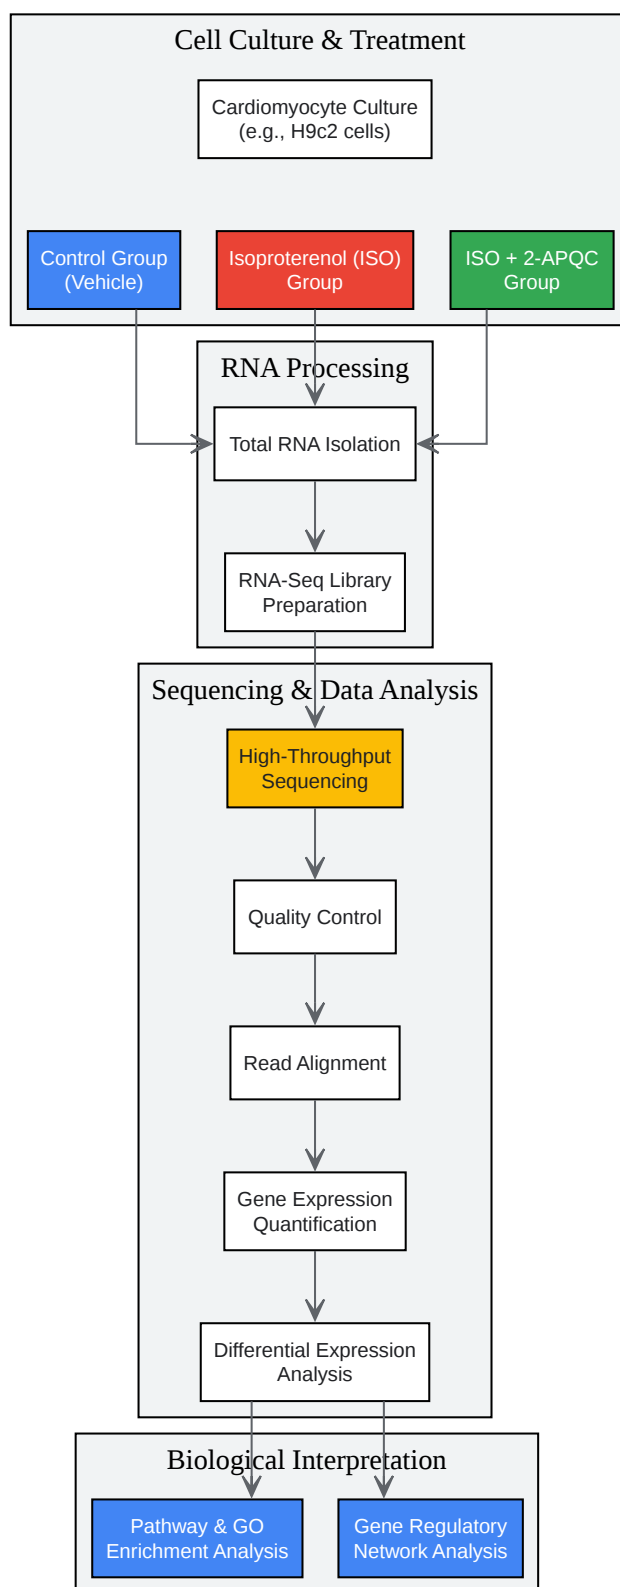 Cell Culture & Treatment
Cardiomyocyte Culture
(e.g., H9c2 cells)
Control Group
(Vehicle)
Isoproterenol (ISO)
Group
ISO + 2-APQC
Group
RNA Processing
Total RNA Isolation
RNA-Seq Library
Preparation
Sequencing & Data Analysis
High-Throughput
Sequencing
Quality Control
Read Alignment
Gene Expression
Quantification
Differential Expression
Analysis
Biological Interpretation
Pathway & GO
Enrichment Analysis
Gene Regulatory
Network Analysis